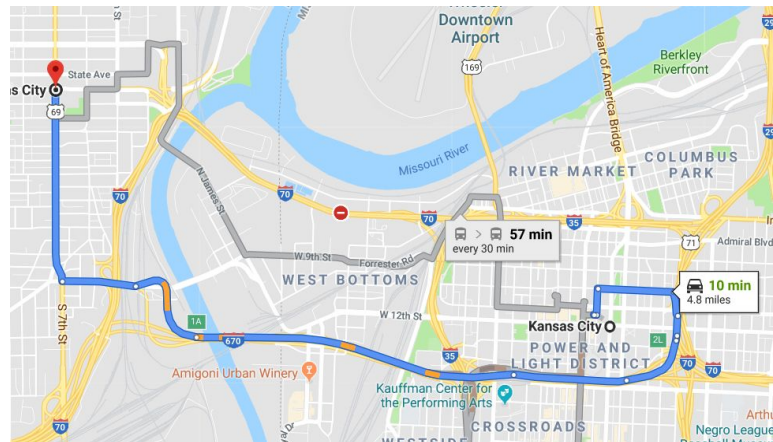 Downtown
Airport
169
Heart of America Bridge
29
Berkley
Riverfront
State Ave
s City
69
Missouri River
COLUMBUS
PARK
RIVER MARKET
N James St
70
70
70
35
57 min
every 30 min
71
Admiral Blvd
W 9th St
Forrester Rd
WEST BOTTOMS
10 min
4.8 miles
W 12th St
Kansas City
S 7th St
1A
670
35
2L
POWER AND
LIGHT DISTRICT
70
Amigoni Urban Winery
Kauffman Center for
the Performing Arts
CROSSROADS
70
Negro League